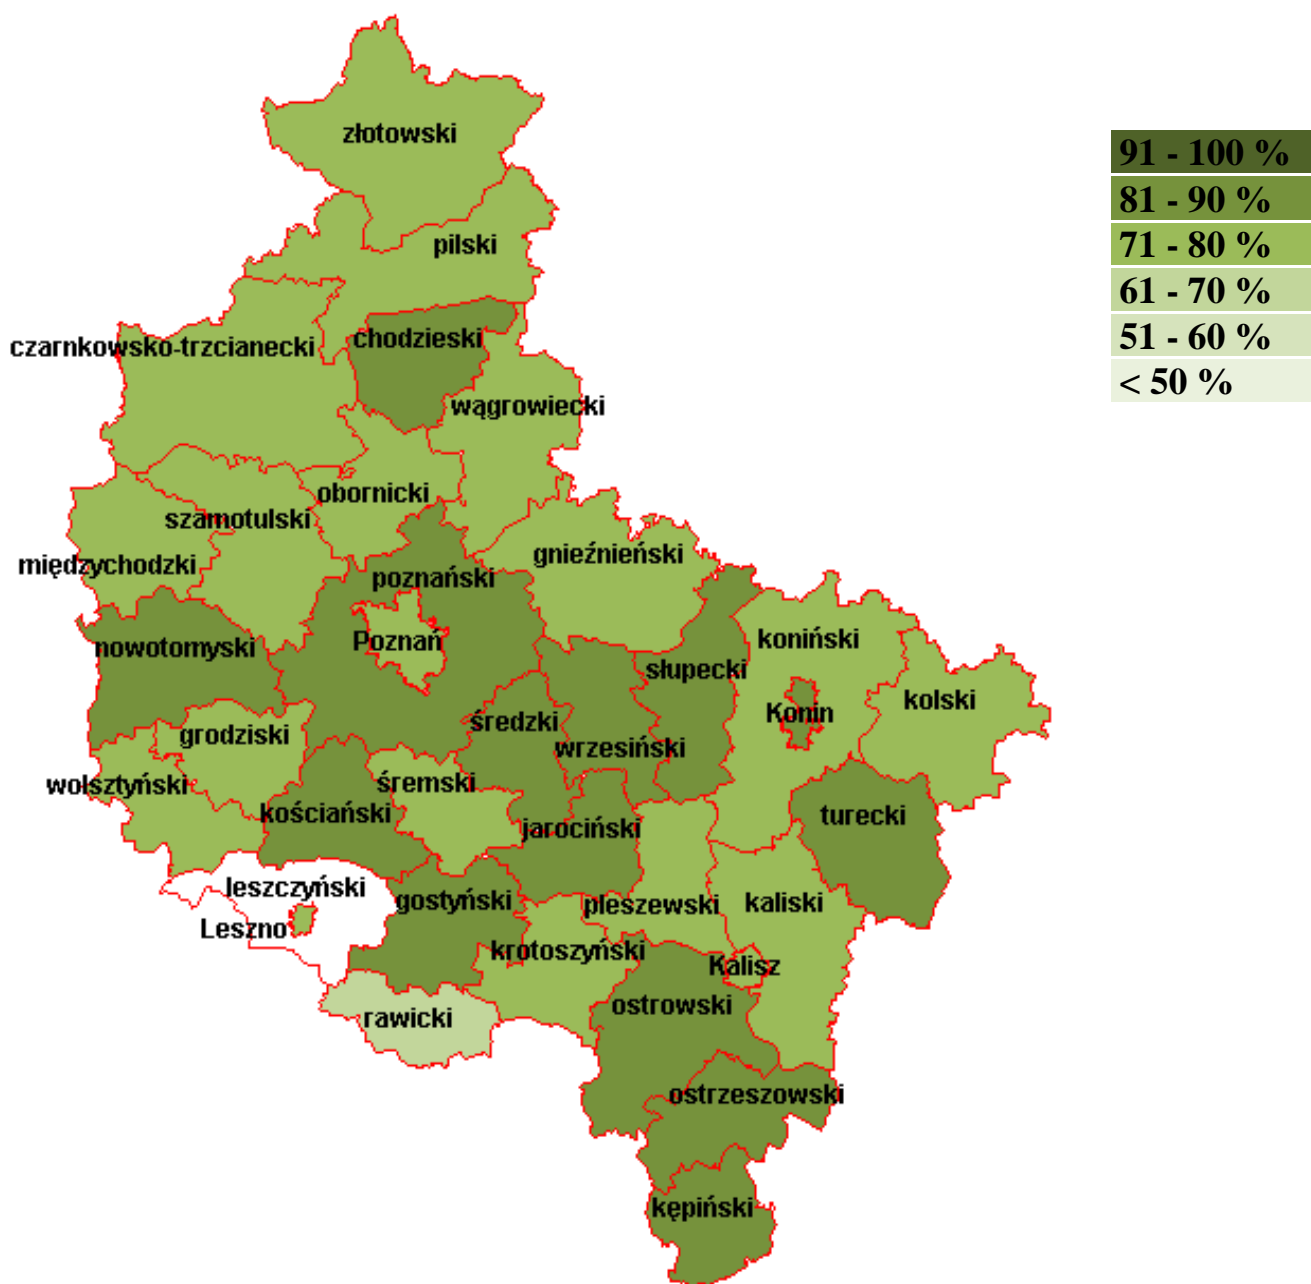 złotowski
91 - 100 %
81 - 90 %
71 - 80 %
61 - 70 %
51 - 60 %
< 50 %
pilski
chodzieski
czarnkowsko-trzcianecki
wągrowiecki
obornicki
szamotulski
gnieźnieński
międzychodzki
poznański
Poznań
nowotomyski
koniński
słupecki
kolski
Konin
średzki
grodziski
wrzesiński
wolsztyński
śremski
kościański
turecki
jarociński
leszczyński
gostyński
pleszewski
kaliski
Leszno
krotoszyński
Kalisz
ostrowski
rawicki
ostrzeszowski
kępiński